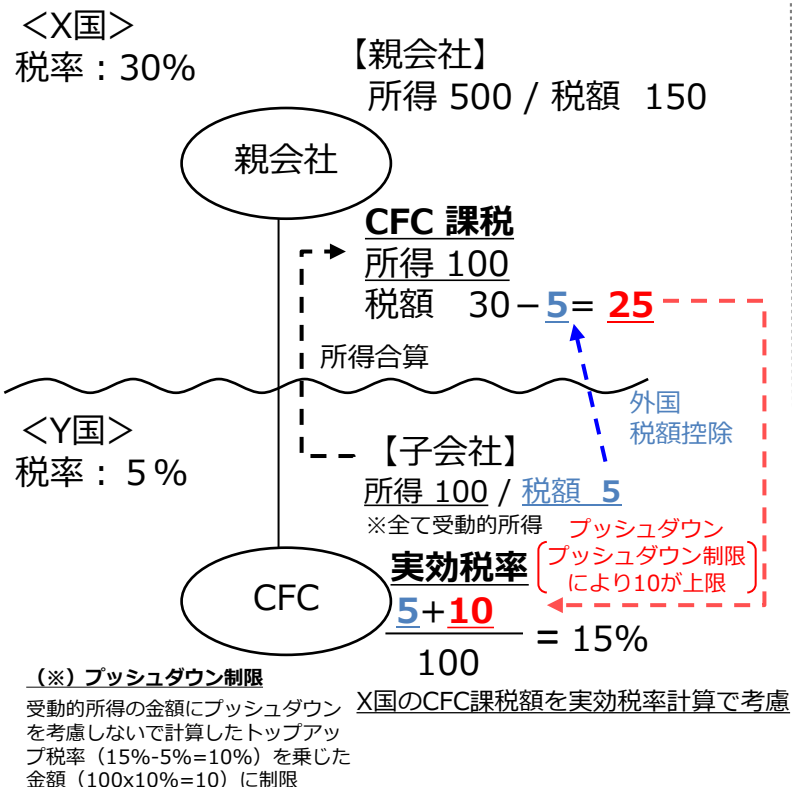 <X国>
税率：30%
【親会社】
所得 500 / 税額 150
親会社
CFC 課税
所得 100
税額 30－5= 25
所得合算
外国
税額控除
<Y国>
税率：5%
【子会社】
所得 100 / 税額 5
※全て受動的所得
プッシュダウン
プッシュダウン制限
により10が上限
CFC
実効税率
5+10
100
= 15%
X国のCFC課税額を実効税率計算で考慮
（※）プッシュダウン制限
受動的所得の金額にプッシュダウン
を考慮しないで計算したトップアッ
プ税率（15%-5%=10%）を乗じた
金額（100x10%=10）に制限